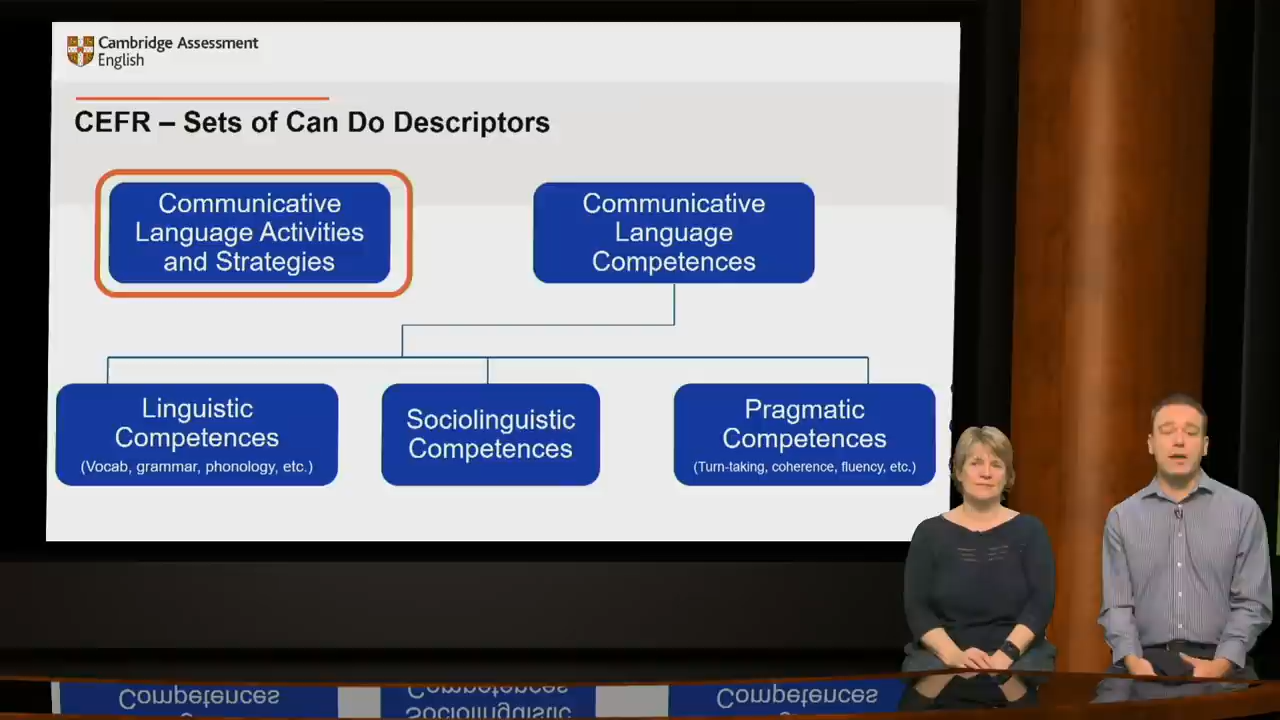 Cambridge Assessment
English
CEFR – Sets of Can Do Descriptors
Communicative
Language Activities
and Strategies
Communicative
Language
Competences
Linguistic
Competences
(Vocab, grammar, phonology, etc.)
Sociolinguistic
Competences
Pragmatic
Competences
(Turn-taking, coherence, fluency, etc.)